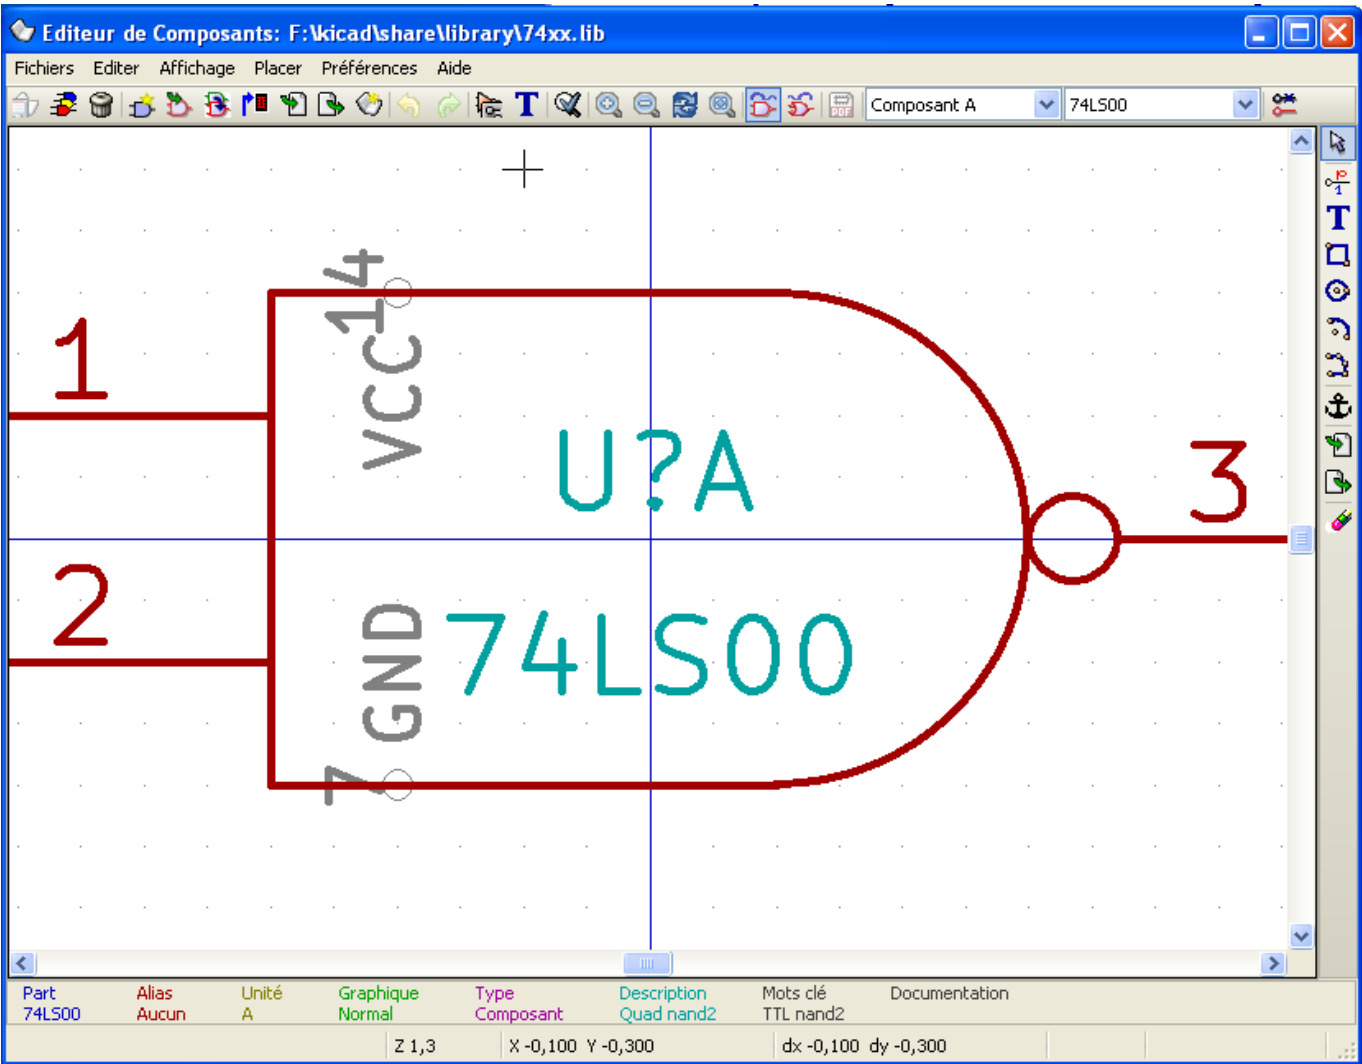 Editeur de Composants: F:\kicad\share\library\74xx.lib
Fichiers Editer Affichage Placer Préférences Aide
T PDF Composant A 74LS00
14
VCC
1
U?A
3
2
GND
74LS00
7
P
1
T
Part Alias Unité Graphique Type Description Mots clé Documentation
74LS00 Aucun A Normal Composant Quad nand2 TTL nand2
Z 1,3 X -0,100 Y -0,300 dx -0,100 dy -0,300